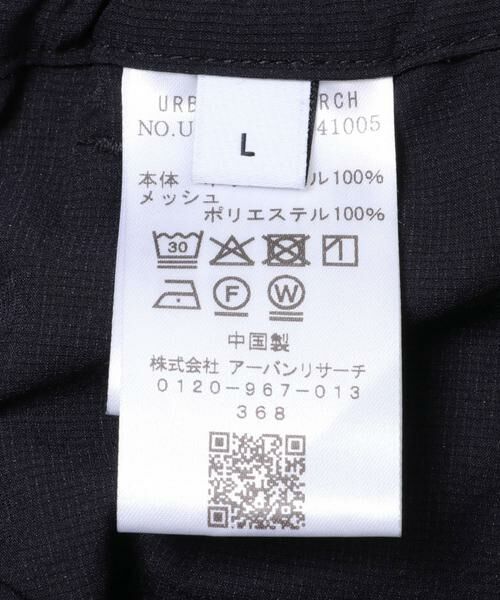 URB RCH
NO.U 41005
L
本体 ル100%
メッシュ
ポリエステル100%
30
F W
中国製
株式会社 アーバンリサーチ
0120-967-013
368